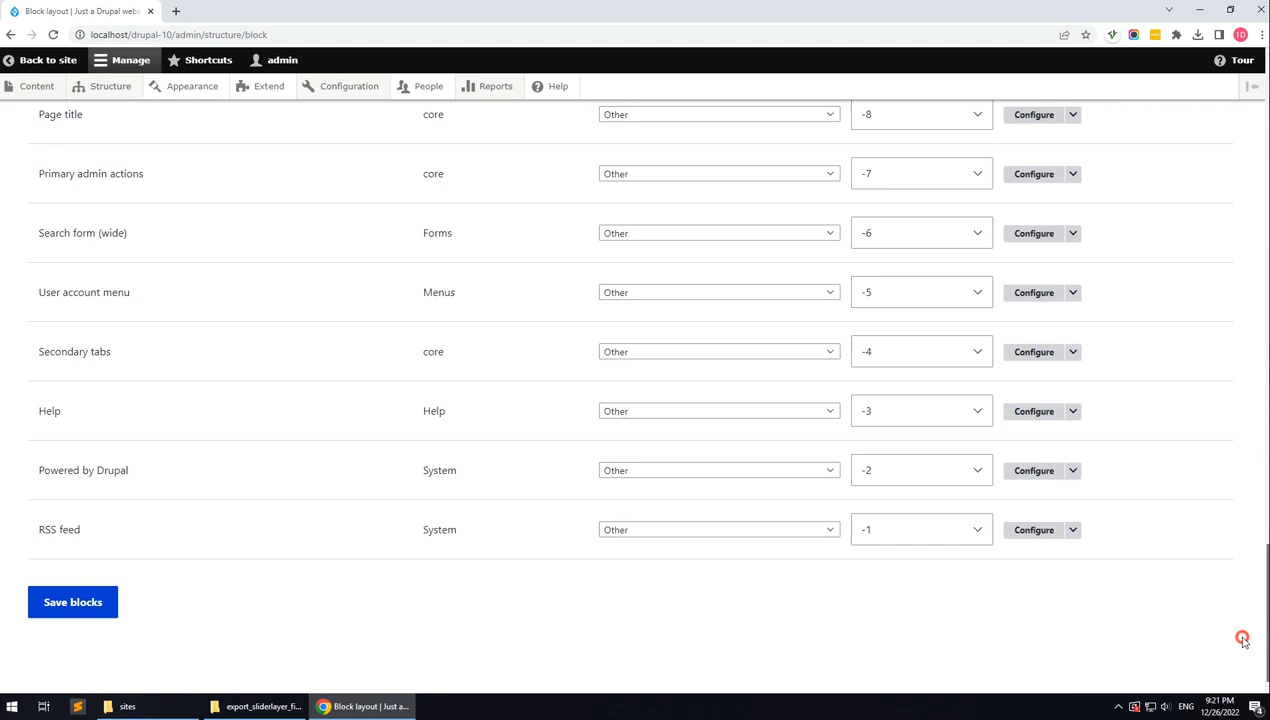 Block layout | Just a Drupal webs
localhost/drupal-10/admin/structure/block
1D
Back to site Manage Shortcuts admin Tour
Content Structure Appearance Extend Configuration People Reports Help
Page title core Other -8 Configure
Primary admin actions core Other -7 Configure
Search form (wide) Forms Other -6 Configure
User account menu Menus Other -5 Configure
Secondary tabs core Other -4 Configure
Help Help Other -3 Configure
Powered by Drupal System Other -2 Configure
RSS feed System Other -1 Configure
Save blocks
sites export_sliderlayer_fi... Block layout | Just a... ENG 9:21 PM
12/26/2022 4